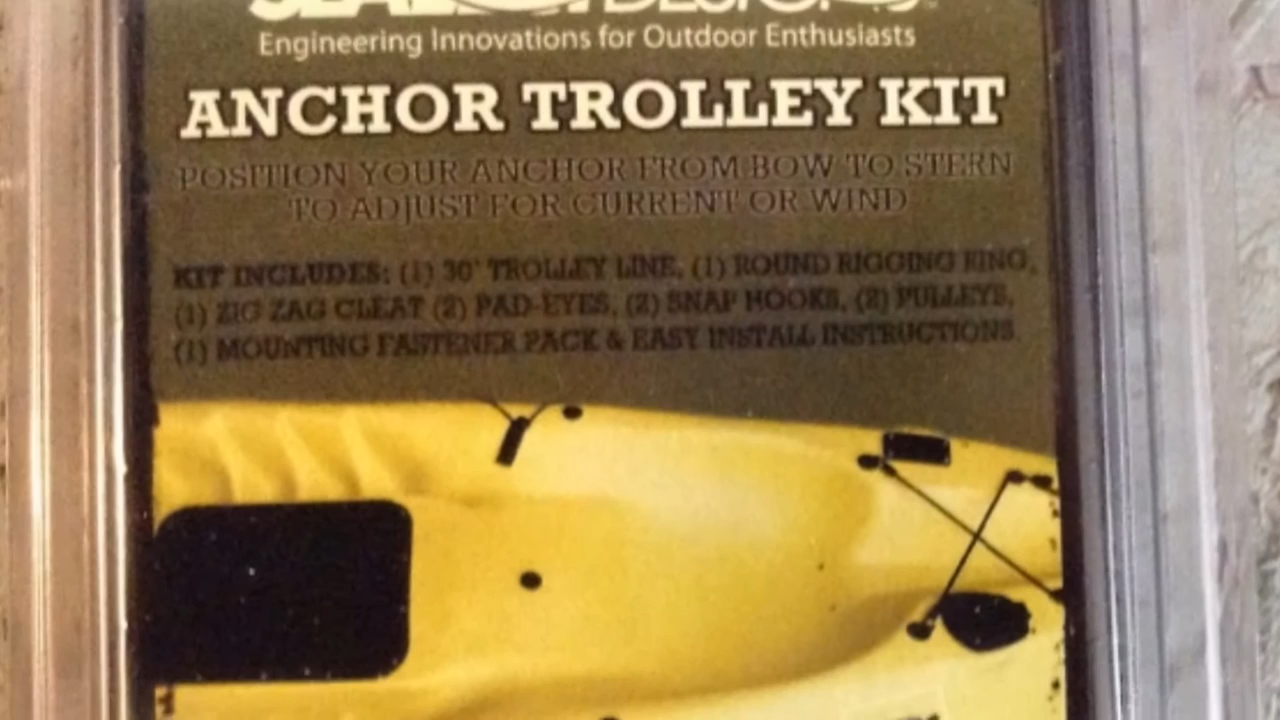 Engineering Innovations for Outdoor Enthusiasts
ANCHOR TROLLEY KIT
POSITION YOUR ANCHOR FROM BOW TO STERN
TO ADJUST FOR CURRENT OR WIND
KIT INCLUDES: (1) 30' TROLLEY LINE, (1) ROUND RIGGING RING,
(1) ZIG ZAG CLEAT (2) PAD-EYES, (2) SNAP HOOKS, (2) PULLEYS,
(1) MOUNTING FASTENER PACK & EASY INSTALL INSTRUCTIONS.